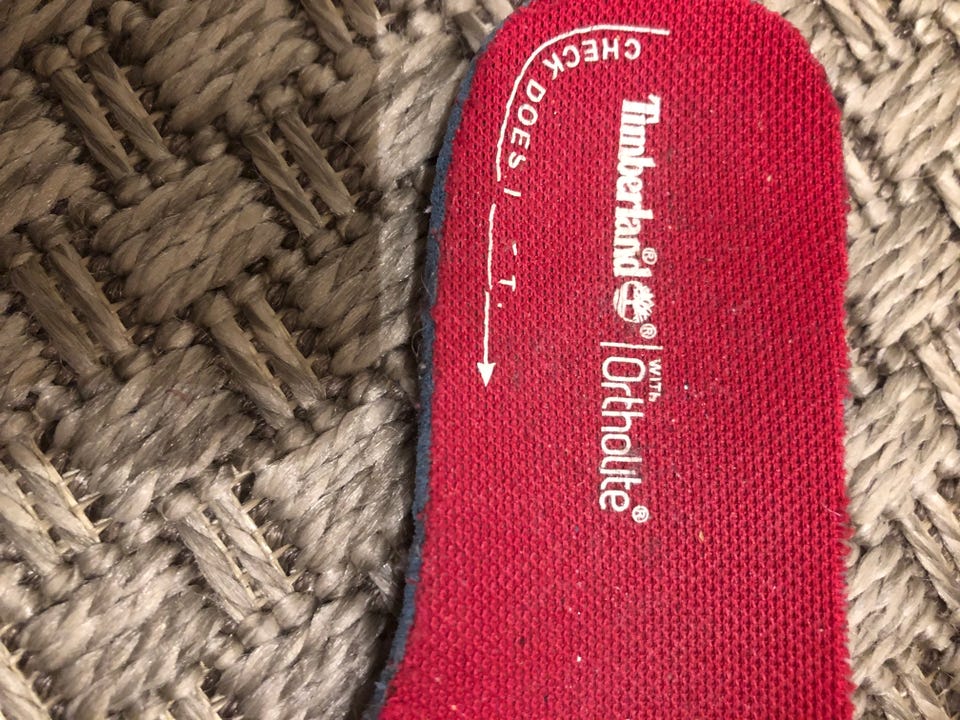 CHECK DOES I
Timberland®
®
with
Ortholite®